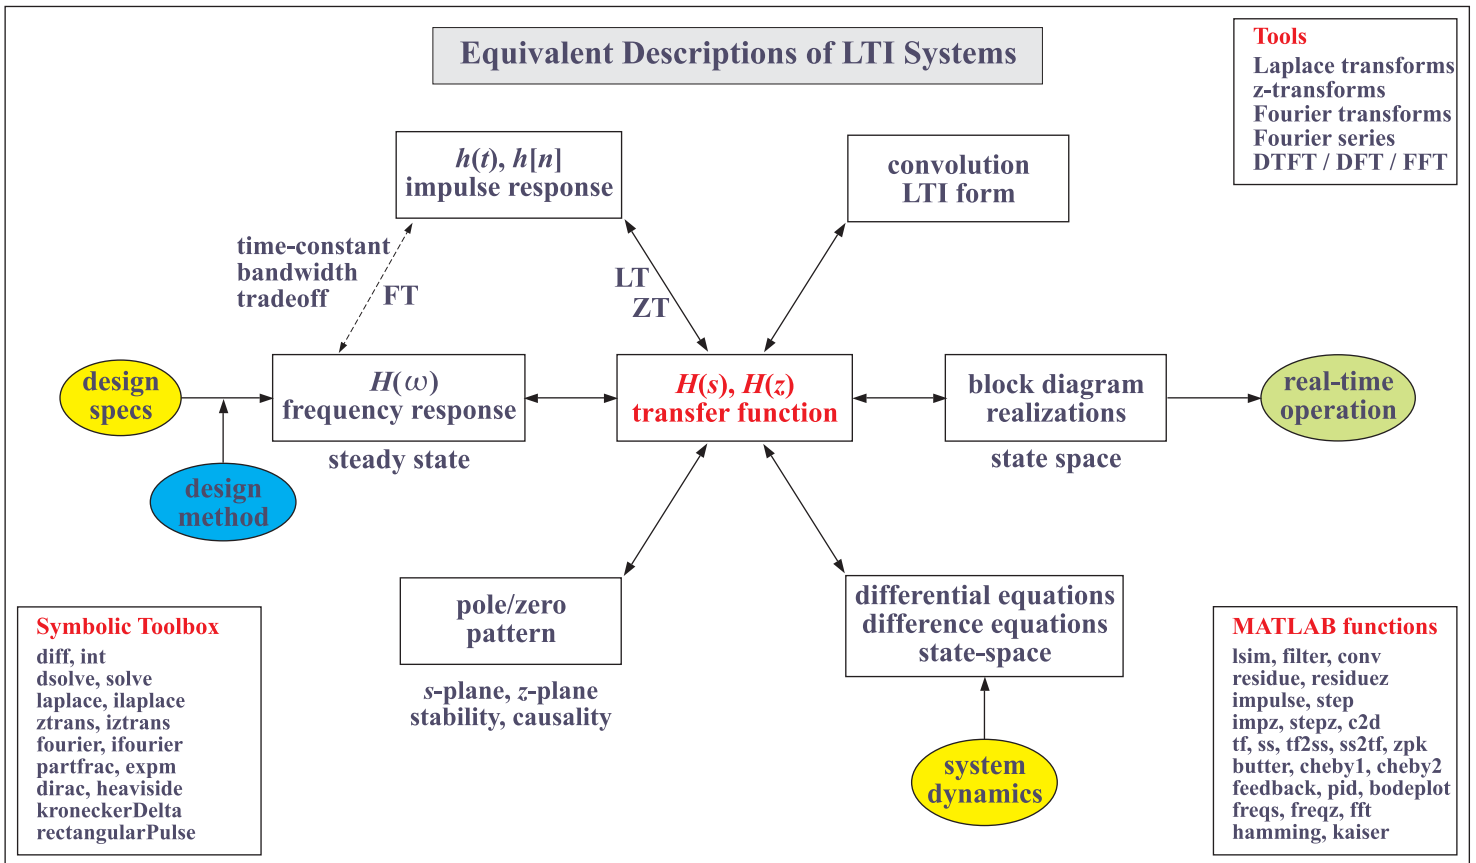 Equivalent Descriptions of LTI Systems
Tools
Laplace transforms
z-transforms
Fourier transforms
Fourier series
DTFT / DFT / FFT
h(t), h[n]
impulse response
convolution
LTI form
time-constant
bandwidth
tradeoff
FT
LT
ZT
design
specs
H(ω)
frequency response
steady state
H(s), H(z)
transfer function
block diagram
realizations
state space
real-time
operation
design
method
pole/zero
pattern
s-plane, z-plane
stability, causality
differential equations
difference equations
state-space
system
dynamics
Symbolic Toolbox
diff, int
dsolve, solve
laplace, ilaplace
ztrans, iztrans
fourier, ifourier
partfrac, expm
dirac, heaviside
kroneckerDelta
rectangularPulse
MATLAB functions
lsim, filter, conv
residue, residuez
impulse, step
impz, stepz, c2d
tf, ss, tf2ss, ss2tf, zpk
butter, cheby1, cheby2
feedback, pid, bodeplot
freqs, freqz, fft
hamming, kaiser